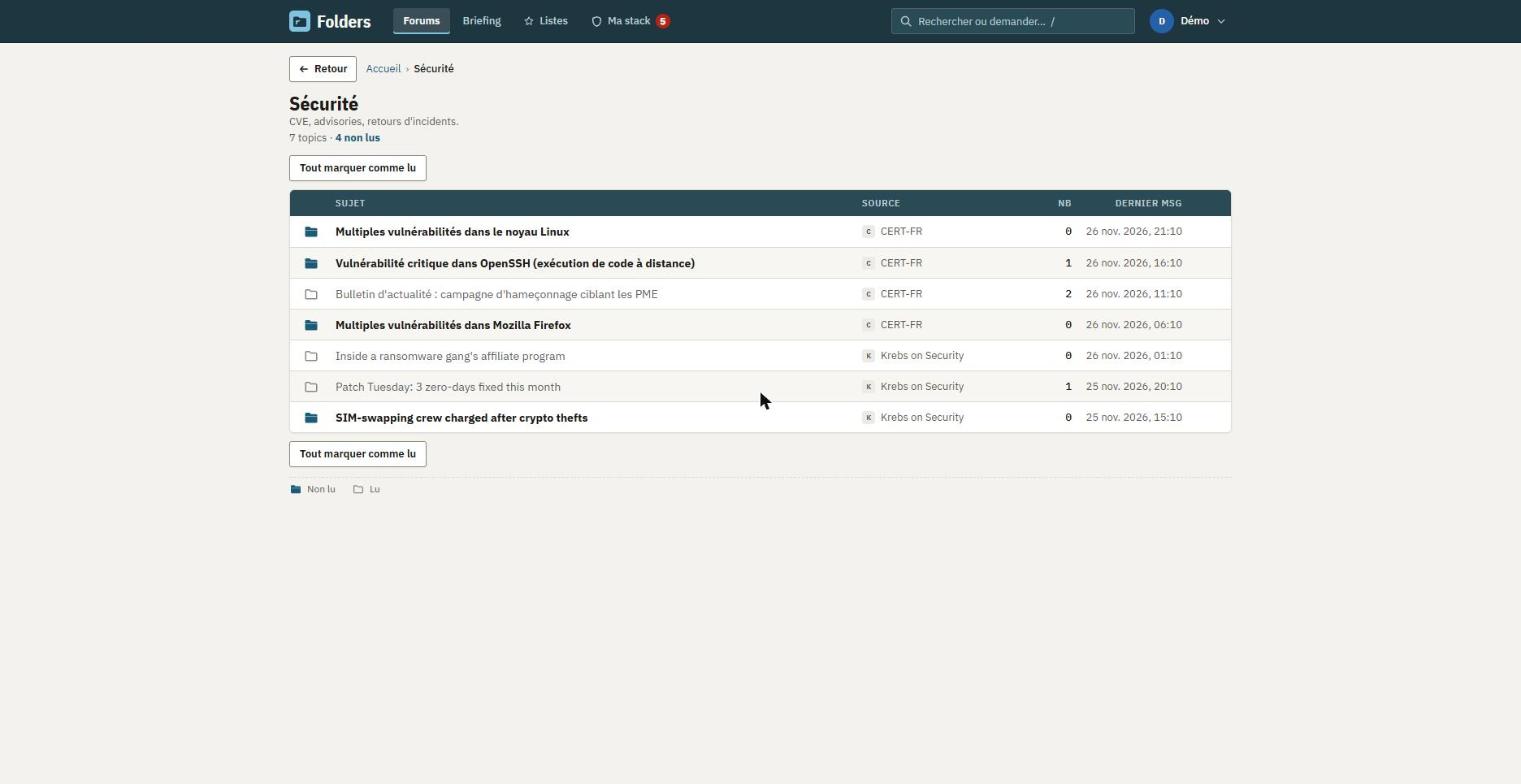 Folders Forums Briefing Listes Ma stack 5 Rechercher ou demander... / D Démo
← Retour Accueil › Sécurité
Sécurité
CVE, advisories, retours d'incidents.
7 topics · 4 non lus
Tout marquer comme lu
SUJET SOURCE NB DERNIER MSG
Multiples vulnérabilités dans le noyau Linux C CERT-FR 0 26 nov. 2026, 21:10
Vulnérabilité critique dans OpenSSH (exécution de code à distance) C CERT-FR 1 26 nov. 2026, 16:10
Bulletin d'actualité : campagne d'hameçonnage ciblant les PME C CERT-FR 2 26 nov. 2026, 11:10
Multiples vulnérabilités dans Mozilla Firefox C CERT-FR 0 26 nov. 2026, 06:10
Inside a ransomware gang's affiliate program K Krebs on Security 0 26 nov. 2026, 01:10
Patch Tuesday: 3 zero-days fixed this month K Krebs on Security 1 25 nov. 2026, 20:10
SIM-swapping crew charged after crypto thefts K Krebs on Security 0 25 nov. 2026, 15:10
Tout marquer comme lu
Non lu Lu